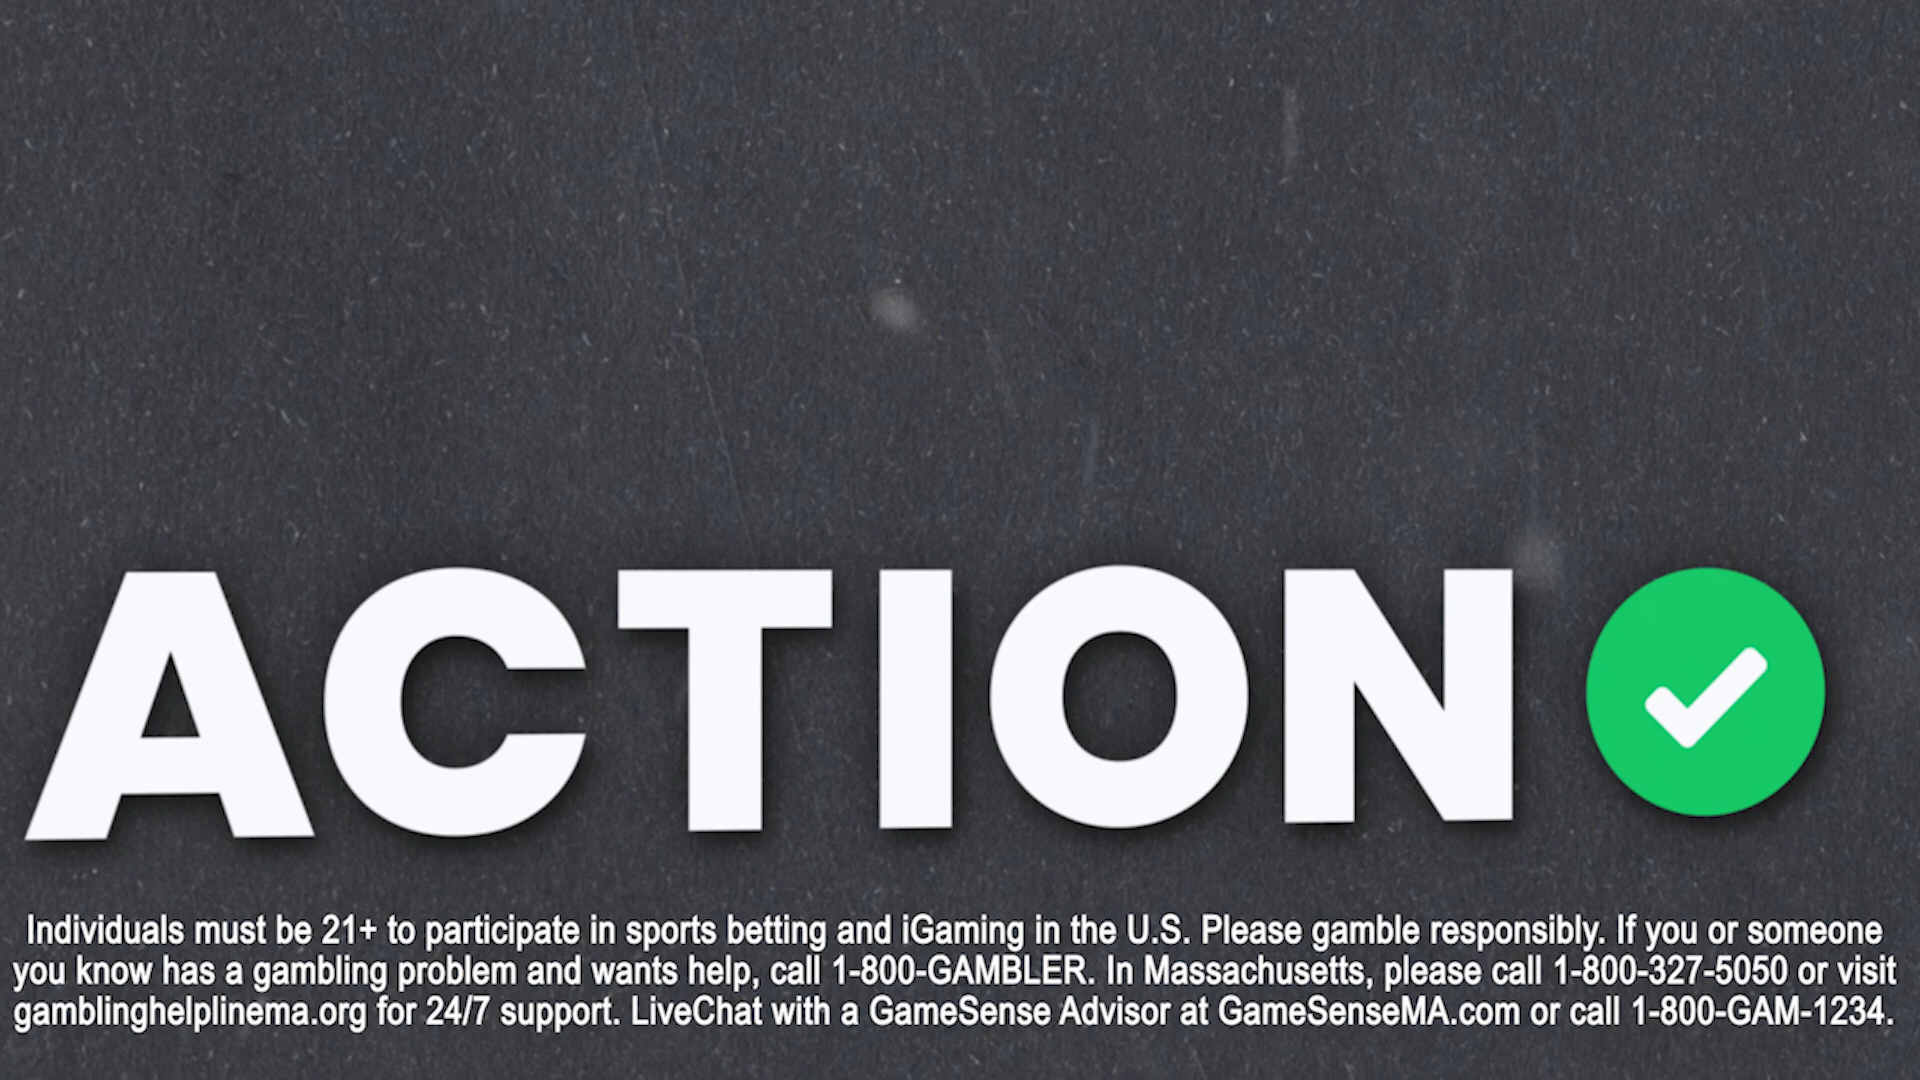 ACTION
Individuals must be 21+ to participate in sports betting and iGaming in the U.S. Please gamble responsibly. If you or someone
you know has a gambling problem and wants help, call 1-800-GAMBLER. In Massachusetts, please call 1-800-327-5050 or visit
gamblinghelplinema.org for 24/7 support. LiveChat with a GameSense Advisor at GameSenseMA.com or call 1-800-GAM-1234.